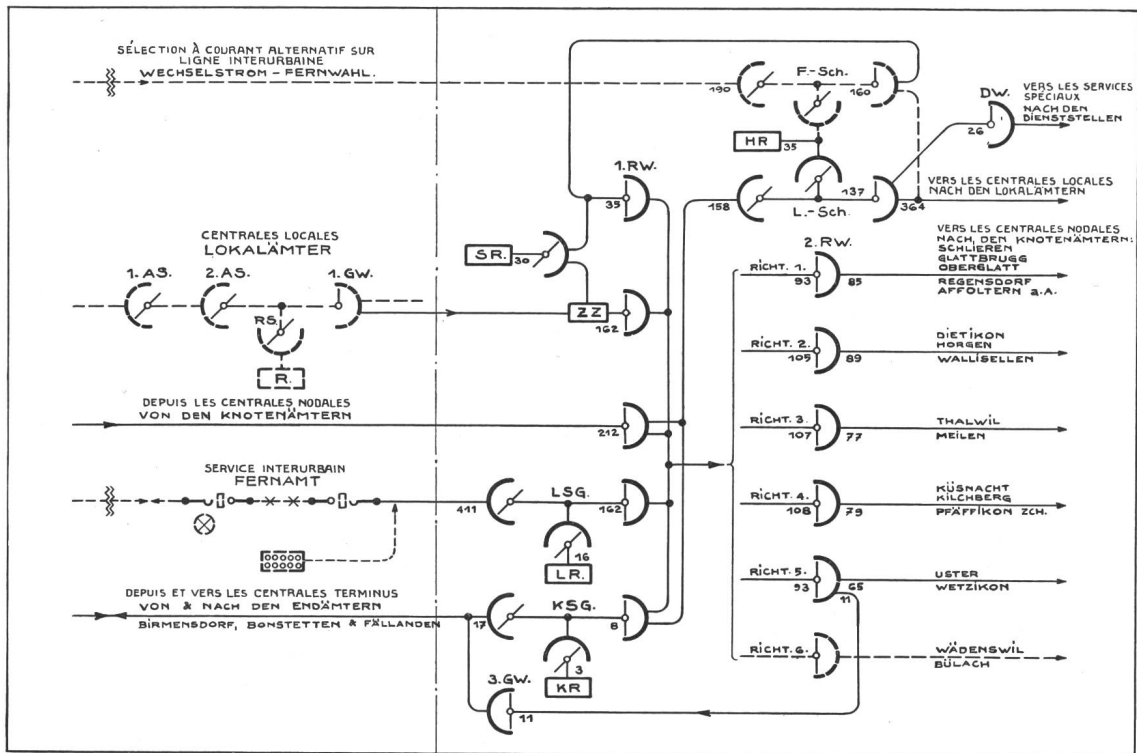 SÉLECTION À COURANT ALTERNATIF SUR
LIGNE INTERURBAINE
WECHSELSTROM – FERNWAHL.
190
F.-Sch.
160
HR
35
DW.
26
VERS LES SERVICES
SPÉCIAUX
NACH DEN
DIENSTSTELLEN
1.RW.
35
158
137
L.-Sch.
364
VERS LES CENTRALES LOCALES
NACH DEN LOKALÄMTERN
CENTRALES LOCALES
LOKALÄMTER
1. AS.
2. AS.
1. GW.
RS.
R.
SR.
30
ZZ
162
2. RW.
RICHT. 1.
93
85
VERS LES CENTRALES NODALES
NACH DEN KNOTENÄMTERN:
SCHLIEREN
GLATTBRUGG
OBERGLATT
REGENSDORF
AFFOLTERN a.A.
RICHT. 2.
105
89
DIETIKON
HORGEN
WALLISELLEN
DEPUIS LES CENTRALES NODALES
VON DEN KNOTENÄMTERN
212
RICHT. 3.
107
77
THALWIL
MEILEN
SERVICE INTERURBAIN
FERNAMT
411
LSG.
162
16
LR.
RICHT. 4.
108
79
KÜSNACHT
KILCHBERG
PFÄFFIKON ZCH.
DEPUIS ET VERS LES CENTRALES TERMINUS
VON & NACH DEN ENDÄMTERN
BIRMENSDORF, BONSTETTEN & FÄLLANDEN
17
KSG.
8
3
KR
RICHT. 5.
93
65
11
USTER
WETZIKON
RICHT. 6.
WÄDENSWIL
BÜLACH
3. GW.
11